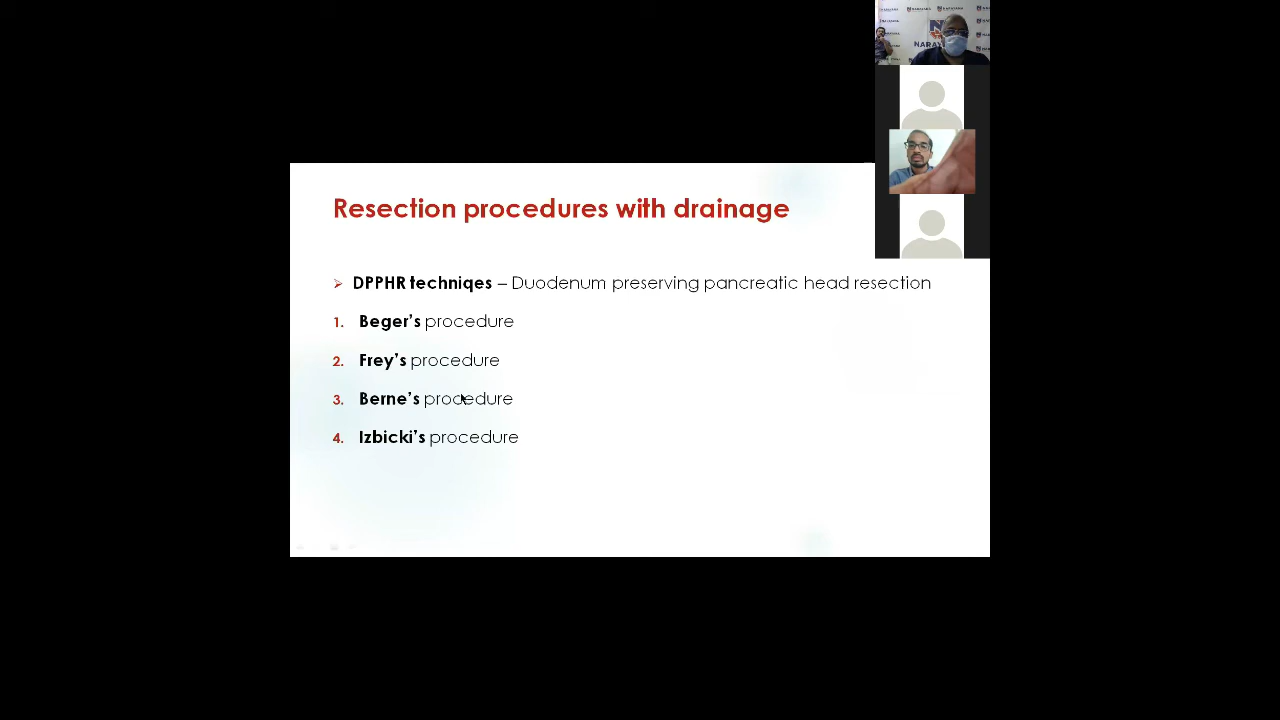 NARAYANA
Resection procedures with drainage
➢ DPPHR techniqes – Duodenum preserving pancreatic head resection
1. Beger’s procedure
2. Frey’s procedure
3. Berne’s procedure
4. Izbicki’s procedure